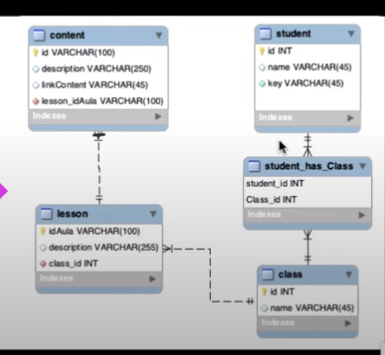 content
id VARCHAR(100)
description VARCHAR(250)
linkContent VARCHAR(45)
lesson_idAula VARCHAR(100)
Indexes
student
id INT
name VARCHAR(45)
key VARCHAR(45)
Indexes
student_has_Class
student_id INT
Class_id INT
Indexes
lesson
idAula VARCHAR(100)
description VARCHAR(255)
class_id INT
Indexes
class
id INT
name VARCHAR(45)
Indexes